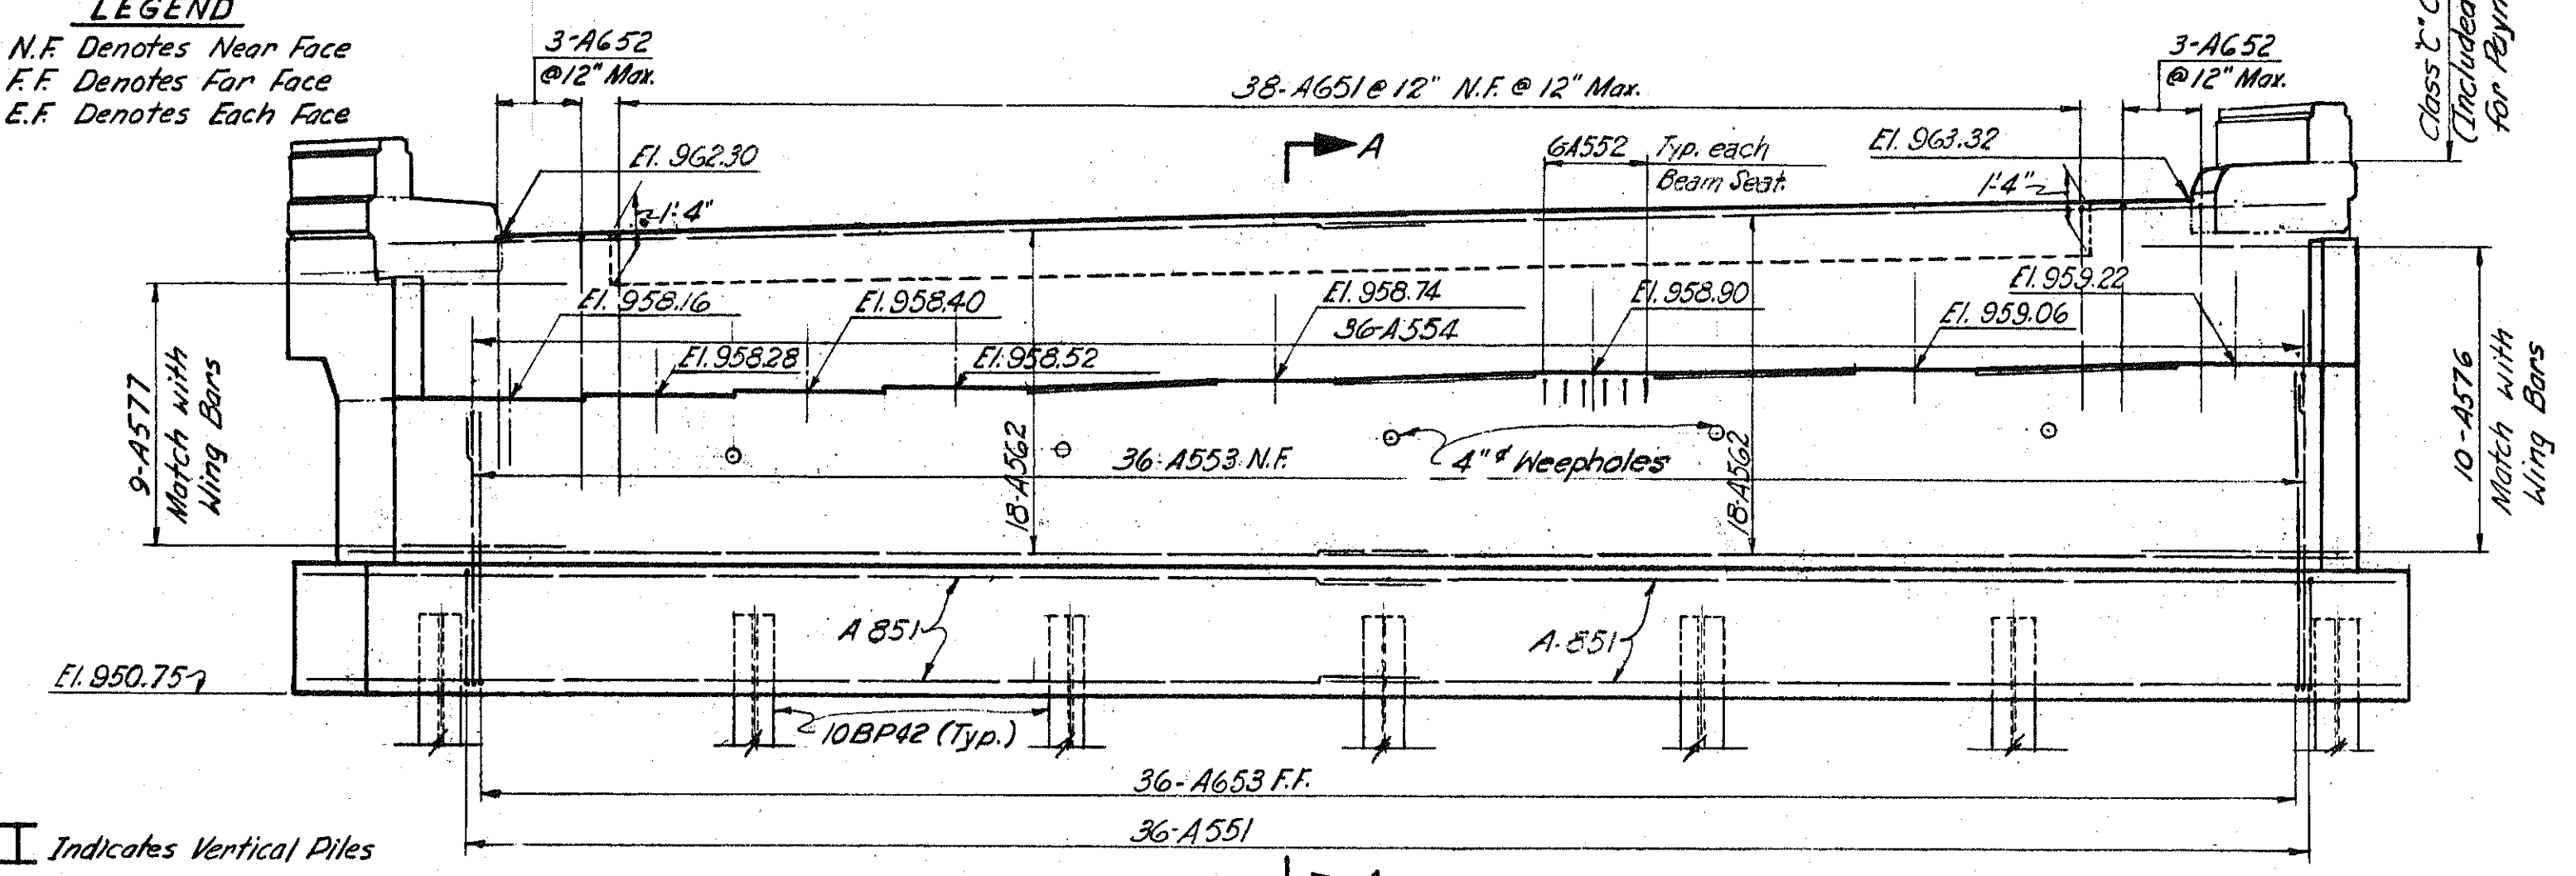 LEGEND
N.F. Denotes Near Face
F.F. Denotes Far Face
E.F. Denotes Each Face
3-A652
@12" Max.
38-A651@12" N.F.@12" Max.
3-A652
@12" Max.
Class "C"
(Included
for Paym
A
El. 962.30
6A552 Typ. each
Beam Seat.
El. 963.32
1'-4"
1'-4"
El. 958.16
El. 958.40
El. 958.74
El. 958.90
El. 959.22
El. 959.06
36-A554
El. 958.28
El. 958.52
9-A577
Match with
Wing Bars
18-A562
36-A553 N.F.
4"φ Weepholes
18-A562
10-A576
Match with
Wing Bars
A 851
A.851
El. 950.75
10BP42 (Typ.)
36-A653 F.F.
36-A551
I Indicates Vertical Piles